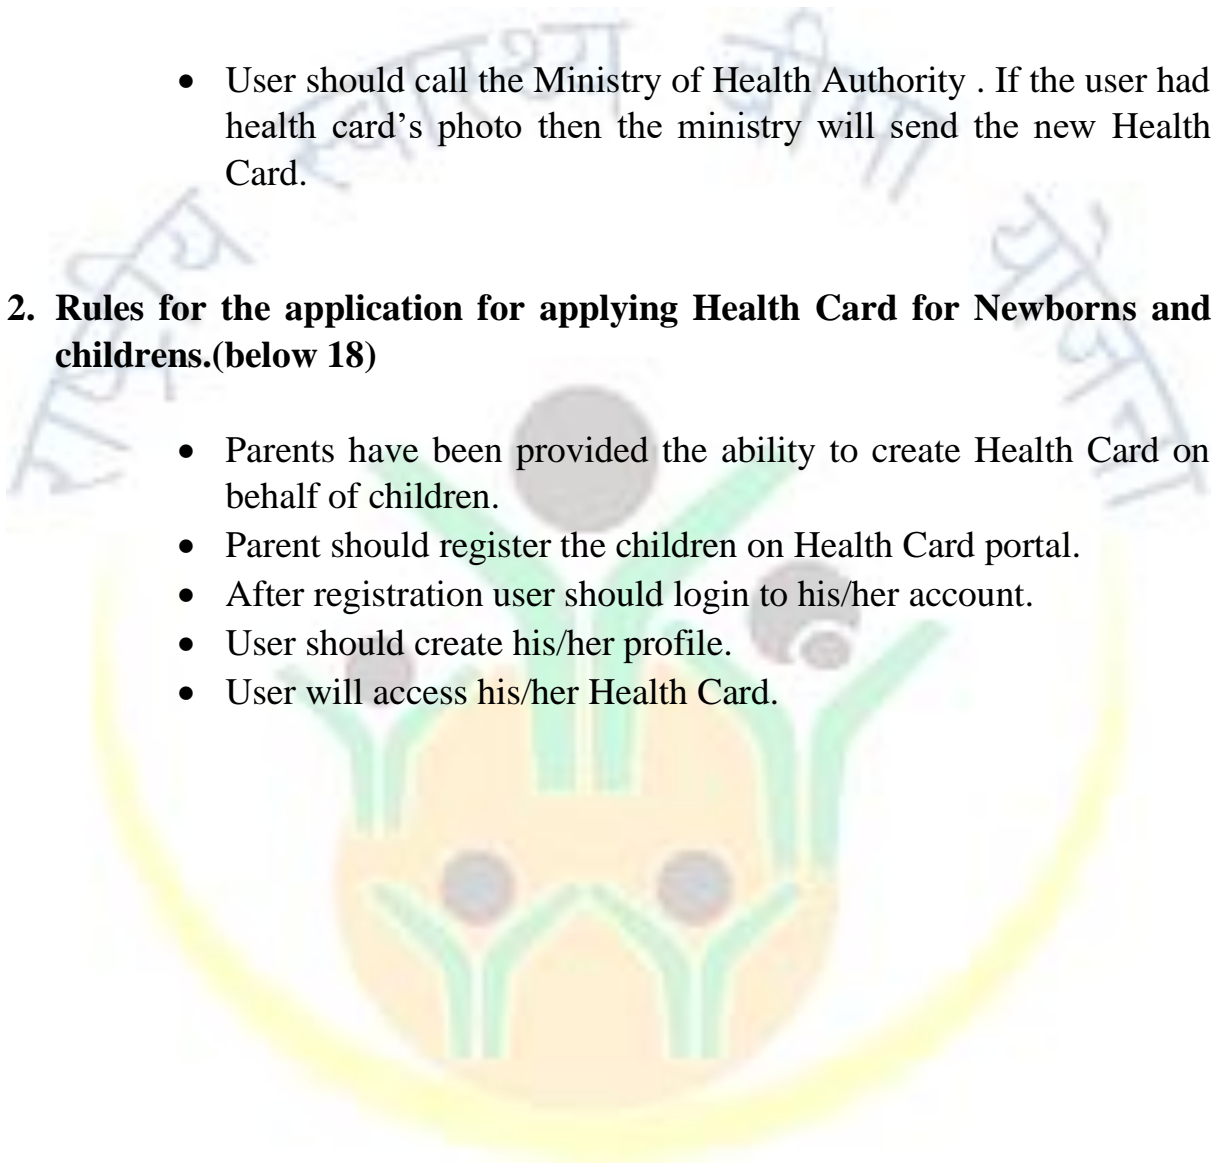 राष्ट्रीय स्वास्थ्य बीमा योजना
• User should call the Ministry of Health Authority . If the user had
health card’s photo then the ministry will send the new Health
Card.
2. Rules for the application for applying Health Card for Newborns and
childrens.(below 18)
• Parents have been provided the ability to create Health Card on
behalf of children.
• Parent should register the children on Health Card portal.
• After registration user should login to his/her account.
• User should create his/her profile.
• User will access his/her Health Card.